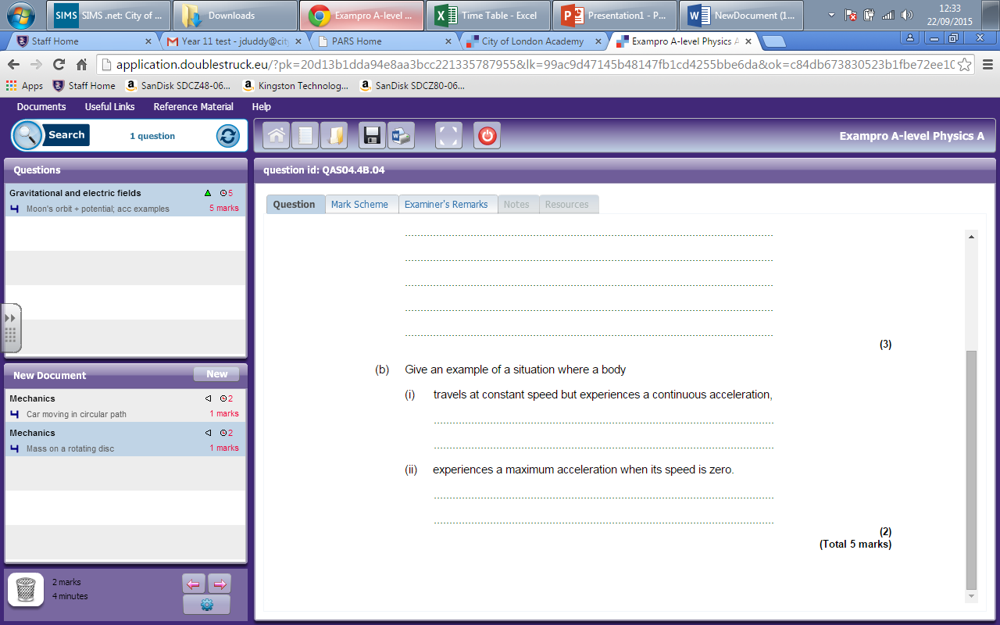 SIMS .net: City of ...
Downloads
Exampro A-level ...
Time Table - Excel
Presentation1 - P...
NewDocument (1...
12:33
22/09/2015
Staff Home
Year 11 test - jduddy@cit
PARS Home
City of London Academy
Exampro A-level Physics A
application.doublestruck.eu/?pk=20d13b1dda94e8aa3bcc221335787955&lk=99ac9d47145b48147fb1cd4255bbe6da&ok=c84db673830523b1fbe72ee10
Apps
Staff Home
SanDisk SDCZ48-06...
Kingston Technolog...
SanDisk SDCZ80-06...
Documents
Useful Links
Reference Material
Help
Search
1 question
Exampro A-level Physics A
Questions
Gravitational and electric fields
5
4
Moon's orbit + potential; acc examples
5 marks
New Document
New
Mechanics
2
4
Car moving in circular path
1 marks
Mechanics
2
4
Mass on a rotating disc
1 marks
2 marks
4 minutes
question id: QAS04.4B.04
Question
Mark Scheme
Examiner's Remarks
Notes
Resources
(3)
(b) Give an example of a situation where a body
(i) travels at constant speed but experiences a continuous acceleration,
(ii) experiences a maximum acceleration when its speed is zero.
(2)
(Total 5 marks)